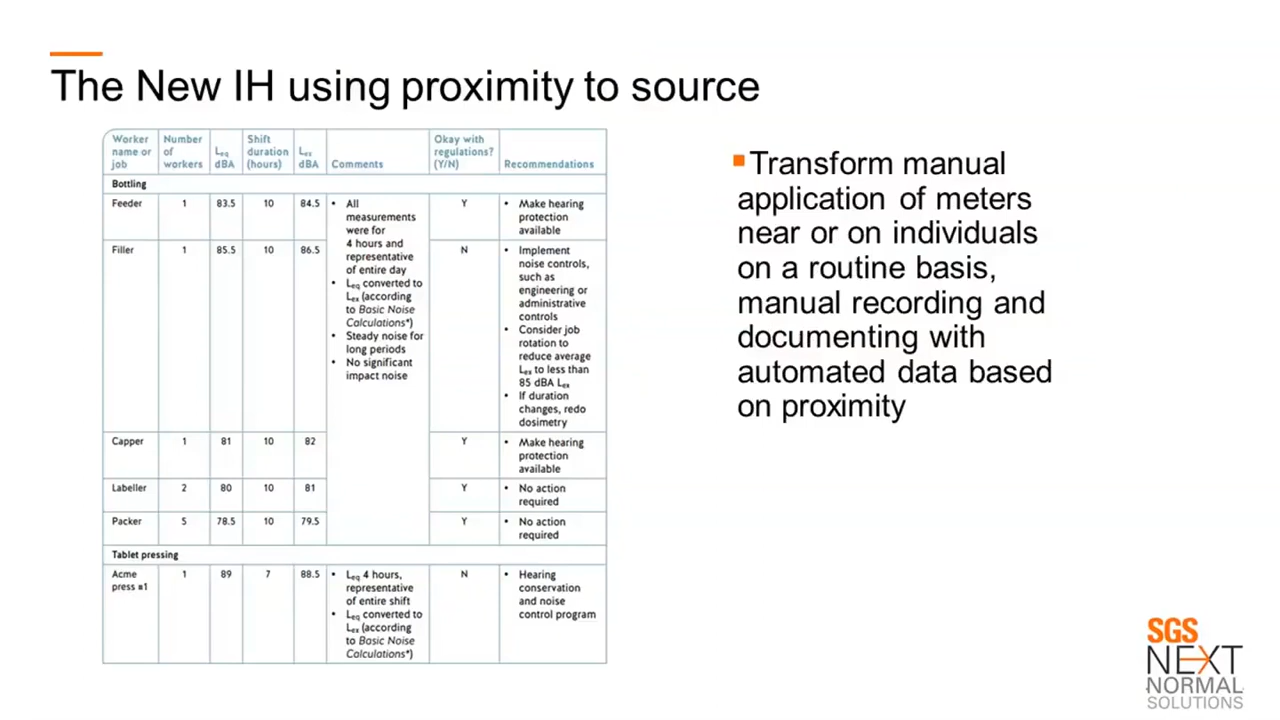 The New IH using proximity to source
Worker name or job
Number of workers
Leq dBA
Shift duration (hours)
Lex dBA
Comments
Okay with regulations? (Y/N)
Recommendations
Bottling
Feeder 1 83.5 10 84.5
• All measurements were for 4 hours and representative of entire day
• Leq converted to Lex (according to Basic Noise Calculations*)
• Steady noise for long periods
• No significant impact noise
Y
• Make hearing protection available
Filler 1 85.5 10 86.5 N
• Implement noise controls, such as engineering or administrative controls
• Consider job rotation to reduce average Lex to less than 85 dBA Lex
• If duration changes, redo dosimetry
Capper 1 81 10 82 Y
• Make hearing protection available
Labeller 2 80 10 81 Y
• No action required
Packer 5 78.5 10 79.5 Y
• No action required
Tablet pressing
Acme press #1 1 89 7 88.5
• Leq 4 hours, representative of entire shift
• Leq converted to Lex (according to Basic Noise Calculations*)
N
• Hearing conservation and noise control program
▪Transform manual
application of meters
near or on individuals
on a routine basis,
manual recording and
documenting with
automated data based
on proximity
SGS
NEXT
NORMAL
SOLUTIONS